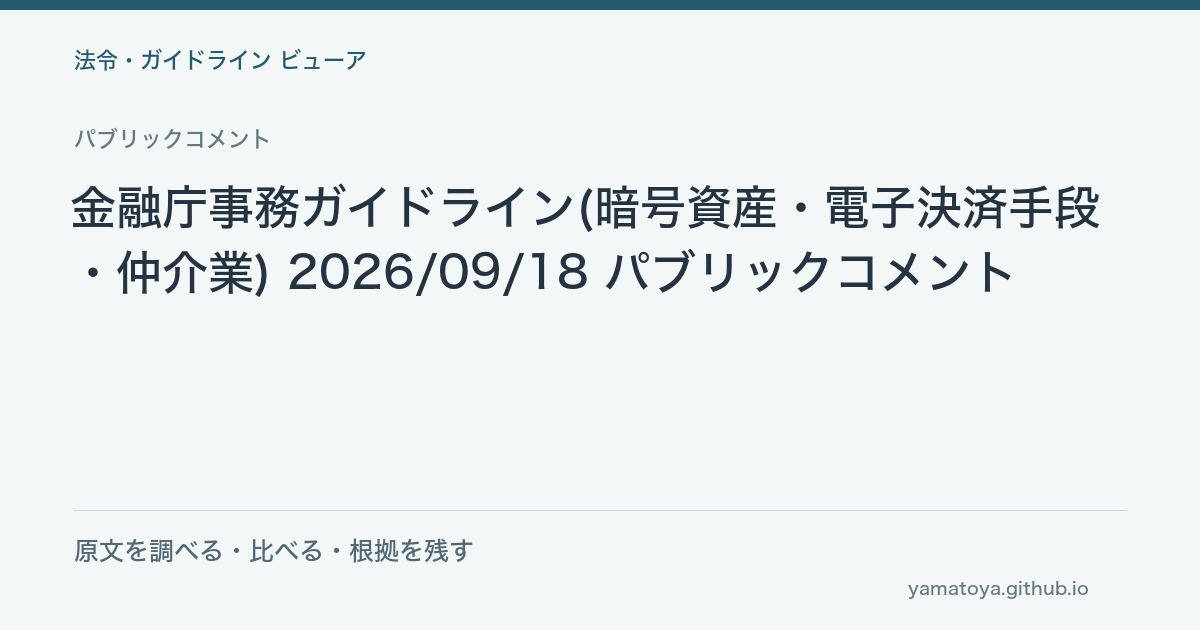 法令・ガイドライン ビューア
パブリックコメント
金融庁事務ガイドライン(暗号資産・電子決済手段
・仲介業) 2026/09/18 パブリックコメント
原文を調べる・比べる・根拠を残す
yamatoya.github.io